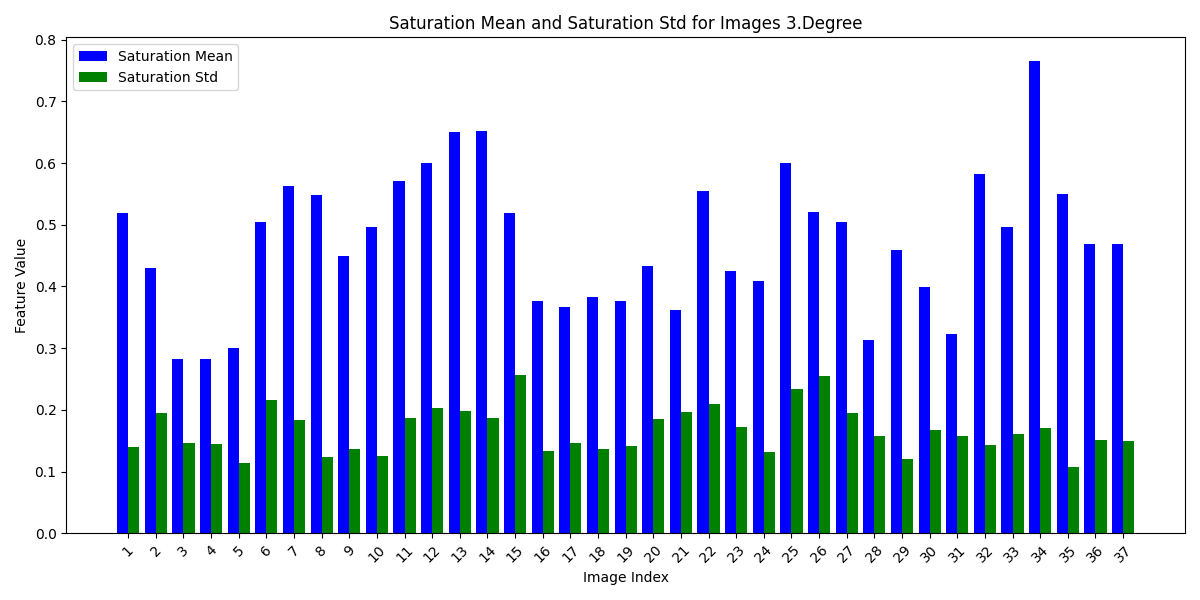 Saturation Mean and Saturation Std for Images 3.Degree
Saturation Mean
Saturation Std
Feature Value
0.8
0.7
0.6
0.5
0.4
0.3
0.2
0.1
0.0
1 2 3 4 5 6 7 8 9 10 11 12 13 14 15 16 17 18 19 20 21 22 23 24 25 26 27 28 29 30 31 32 33 34 35 36 37
Image Index